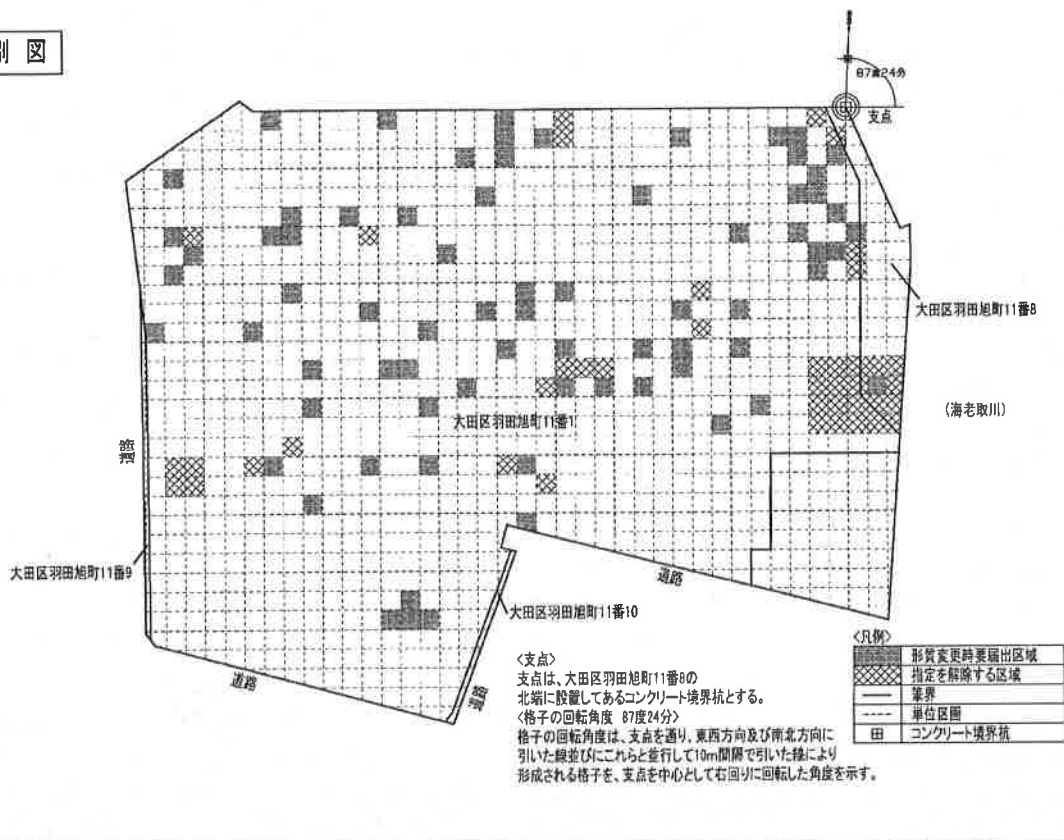 別 図
87度24分
支点
大田区羽田旭町11番8
(海老取川)
大田区羽田旭町11番1
道路
大田区羽田旭町11番9
道路
大田区羽田旭町11番10
道路
道路
<支点>
支点は、大田区羽田旭町11番8の
北端に設置してあるコンクリート境界杭とする。
<格子の回転角度 87度24分>
格子の回転角度は、支点を通り、東西方向及び南北方向に
引いた線並びにこれらと並行して10m間隔で引いた線により
形成される格子を、支点を中心として右回りに回転した角度を示す。
<凡例>
形質変更時要届出区域
指定を解除する区域
筆界
単位区画
コンクリート境界杭